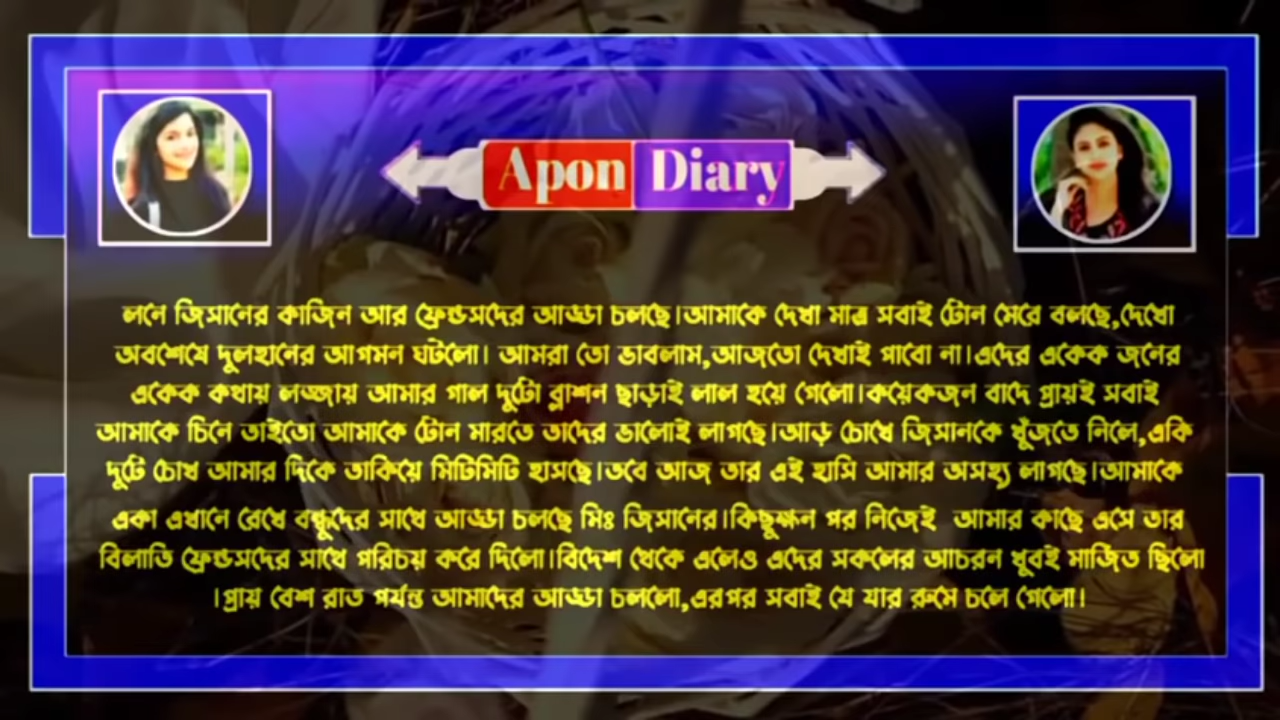 Apon Diary
লনে জিসানের কাজিন আর ফ্রেন্ডসদের আড্ডা চলছে।আমাকে দেখা মাত্র সবাই টোন মেরে বলছে,দেখো
অবশেষে দুলহানের আগমন ঘটলো। আমরা তো ভাবলাম,আজতো দেখাই পাবো না।এদের একেক জনের
একেক কথায় লজ্জায় আমার গাল দুটো ব্লাশন ছাড়াই লাল হয়ে গেলো।কয়েকজন বাদে প্রায়ই সবাই
আমাকে চিনে তাইতো আমাকে টোন মারতে তাদের ভালোই লাগছে।আড় চোখে জিসানকে খুঁজতে নিলে,একি
দুটে চোখ আমার দিকে তাকিয়ে মিটিমিটি হাসছে।তবে আজ তার এই হাসি আমার অসহ্য লাগছে।আমাকে
একা এখানে রেখে বন্ধুদের সাথে আড্ডা চলছে মিঃ জিসানের।কিছুক্ষন পর নিজেই আমার কাছে এসে তার
বিলাতি ফ্রেন্ডসদের সাথে পরিচয় করে দিলো।বিদেশ থেকে এলেও এদের সকলের আচরন খুবই মার্জিত ছিলো
।প্রায় বেশ রাত পর্যন্ত আমাদের আড্ডা চললো,এরপর সবাই যে যার রুমে চলে গেলো।